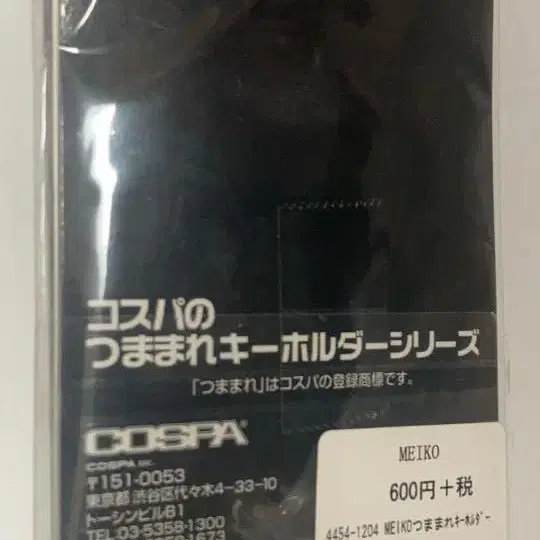 コスパの
つままれキーホルダーシリーズ
「つままれ」はコスパの登録商標です。
COSPA
COSPA inc.
〒151-0053
東京都 渋谷区代々木4-33-10
トーシンビルB1
TEL 03-5358-1300
MEIKO
600円+税
4454-1204 MEIKOつままれキーホルダー